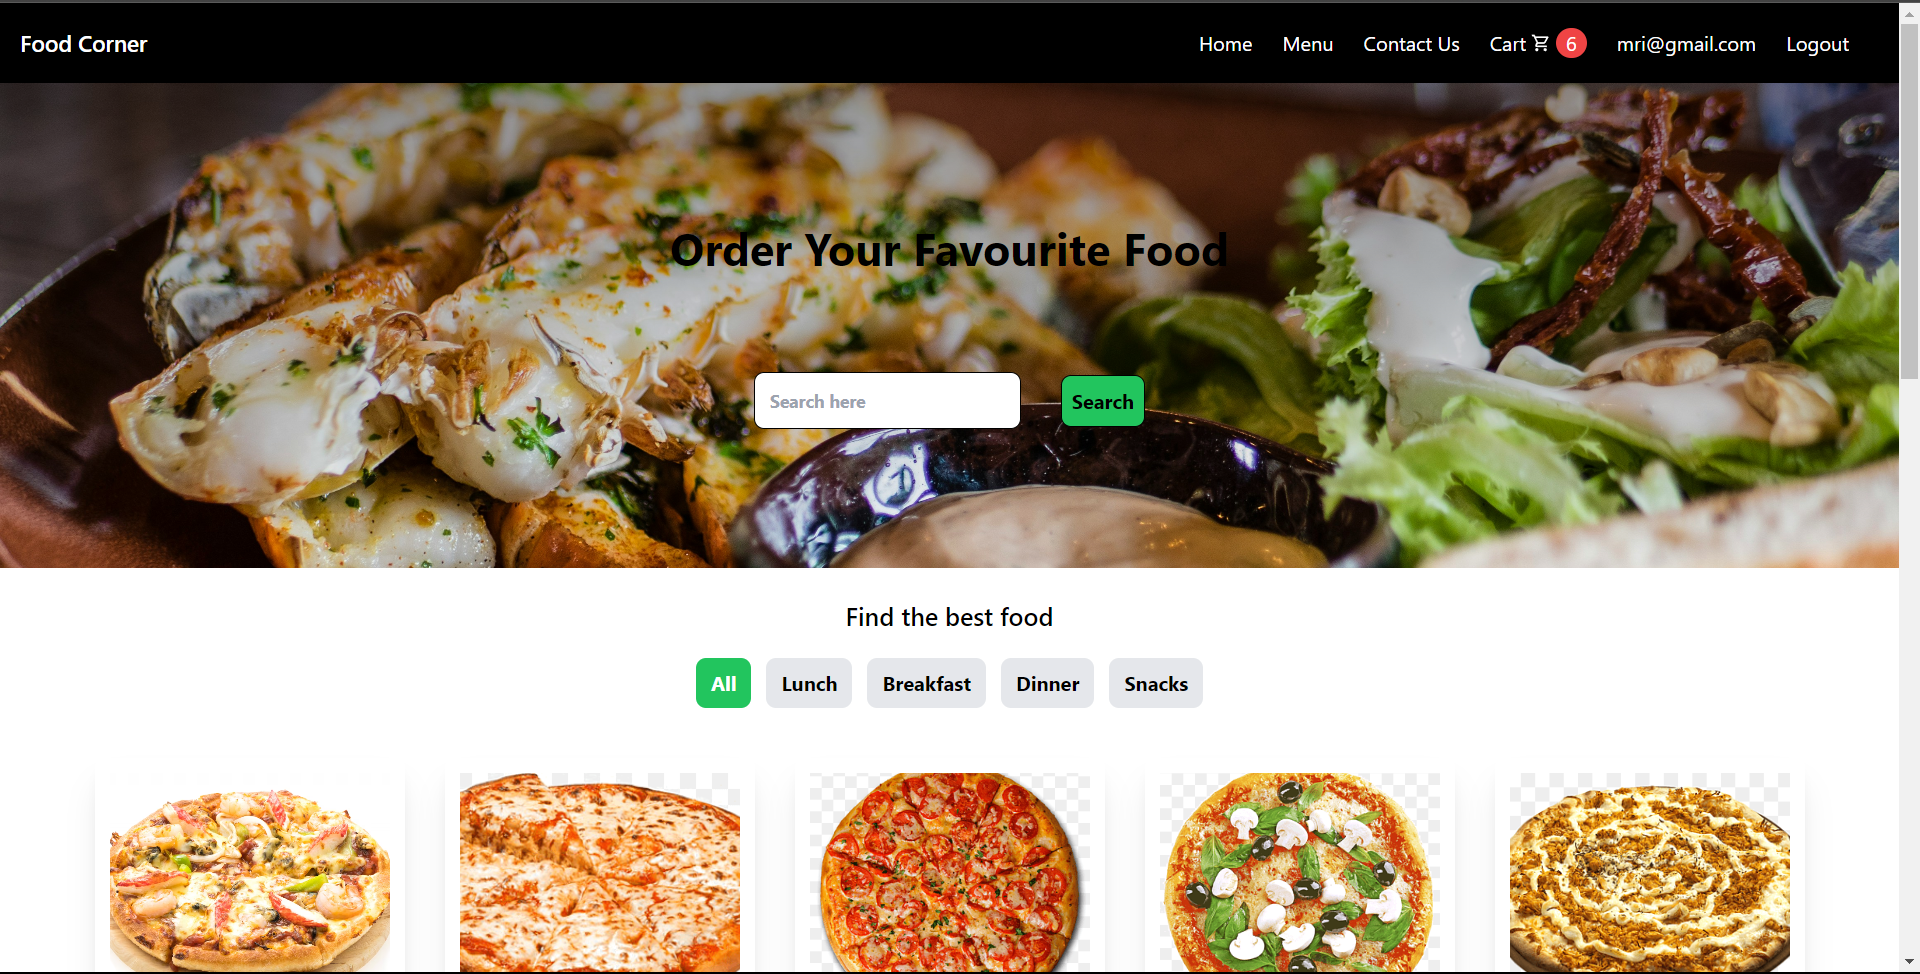 Food Corner
Home Menu Contact Us Cart 6 mri@gmail.com Logout
Order Your Favourite Food
Search here Search
Find the best food
All Lunch Breakfast Dinner Snacks